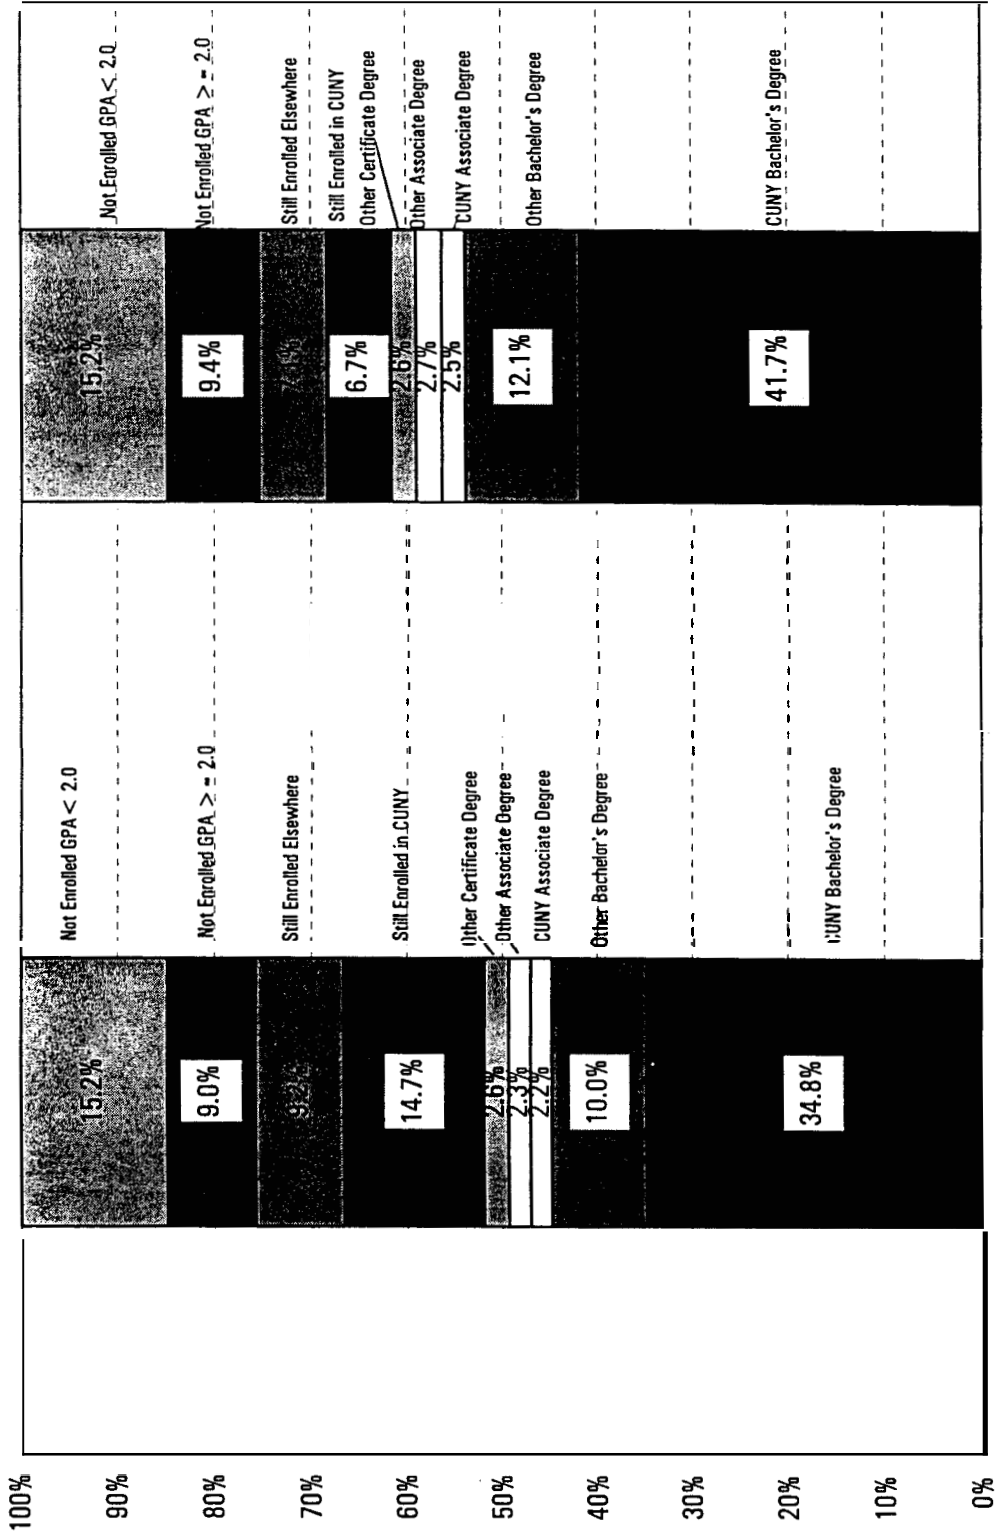 100%
90%
80%
70%
60%
50%
40%
30%
20%
10%
0%
15.2%
9.0%
9.2%
14.7%
2.6%
2.3%
2.2%
10.0%
34.8%
Not Enrolled GPA < 2.0
Not Enrolled GPA > = 2.0
Still Enrolled Elsewhere
Still Enrolled in CUNY
Other Certificate Degree
Other Associate Degree
CUNY Associate Degree
Other Bachelor's Degree
CUNY Bachelor's Degree
15.2%
9.4%
6.7%
2.6%
2.7%
2.5%
12.1%
41.7%
Not Enrolled GPA < 2.0
Not Enrolled GPA > = 2.0
Still Enrolled Elsewhere
Still Enrolled in CUNY
Other Certificate Degree
Other Associate Degree
CUNY Associate Degree
Other Bachelor's Degree
CUNY Bachelor's Degree